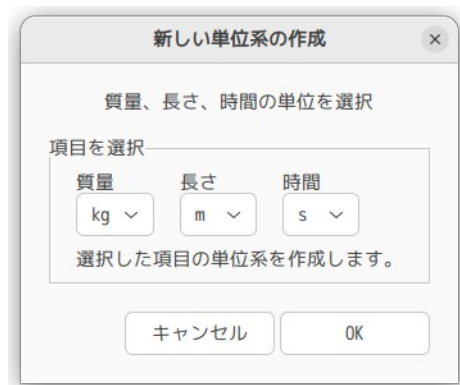 新しい単位系の作成
質量、長さ、時間の単位を選択
項目を選択
質量 長さ 時間
kg m s
選択した項目の単位系を作成します。
キャンセル OK